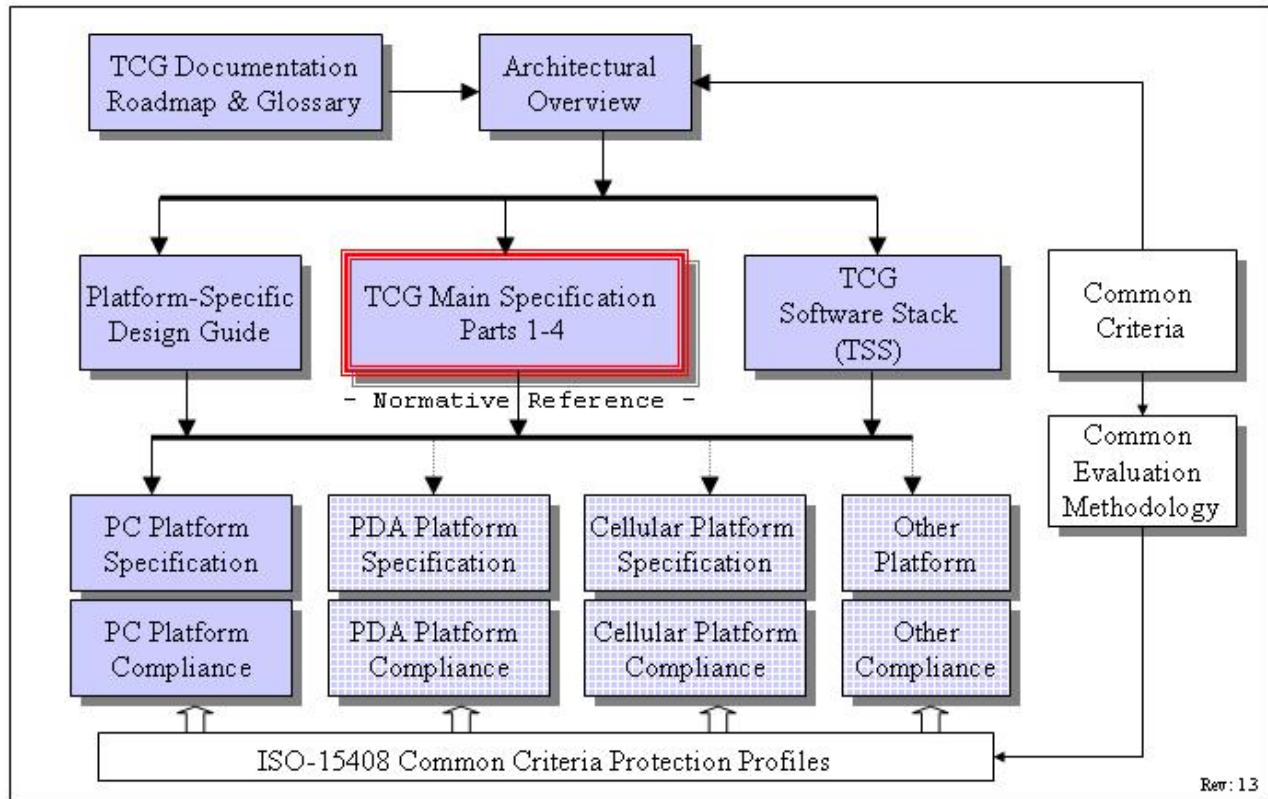 TCG Documentation
Roadmap & Glossary
Architectural
Overview
Platform-Specific
Design Guide
TCG Main Specification
Parts 1-4
TCG
Software Stack
(TSS)
Common
Criteria
- Normative Reference -
Common
Evaluation
Methodology
PC Platform
Specification
PDA Platform
Specification
Cellular Platform
Specification
Other
Platform
PC Platform
Compliance
PDA Platform
Compliance
Cellular Platform
Compliance
Other
Compliance
ISO-15408 Common Criteria Protection Profiles
Rev: 1.3